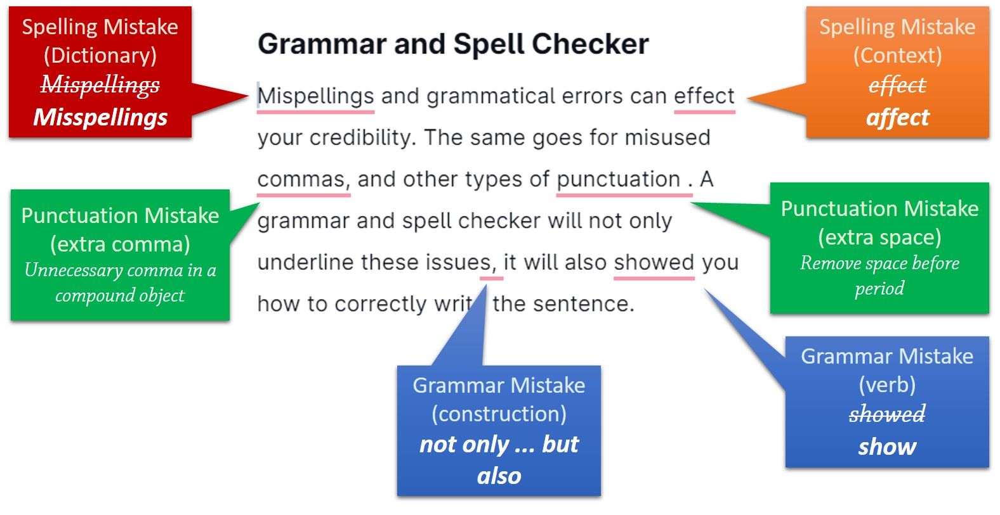 Spelling Mistake
(Dictionary)
Mispellings
Misspellings
Grammar and Spell Checker
Mispellings and grammatical errors can effect
your credibility. The same goes for misused
commas, and other types of punctuation . A
grammar and spell checker will not only
underline these issues, it will also showed you
how to correctly write the sentence.
Spelling Mistake
(Context)
effect
affect
Punctuation Mistake
(extra comma)
Unnecessary comma in a
compound object
Punctuation Mistake
(extra space)
Remove space before
period
Grammar Mistake
(construction)
not only ... but
also
Grammar Mistake
(verb)
showed
show